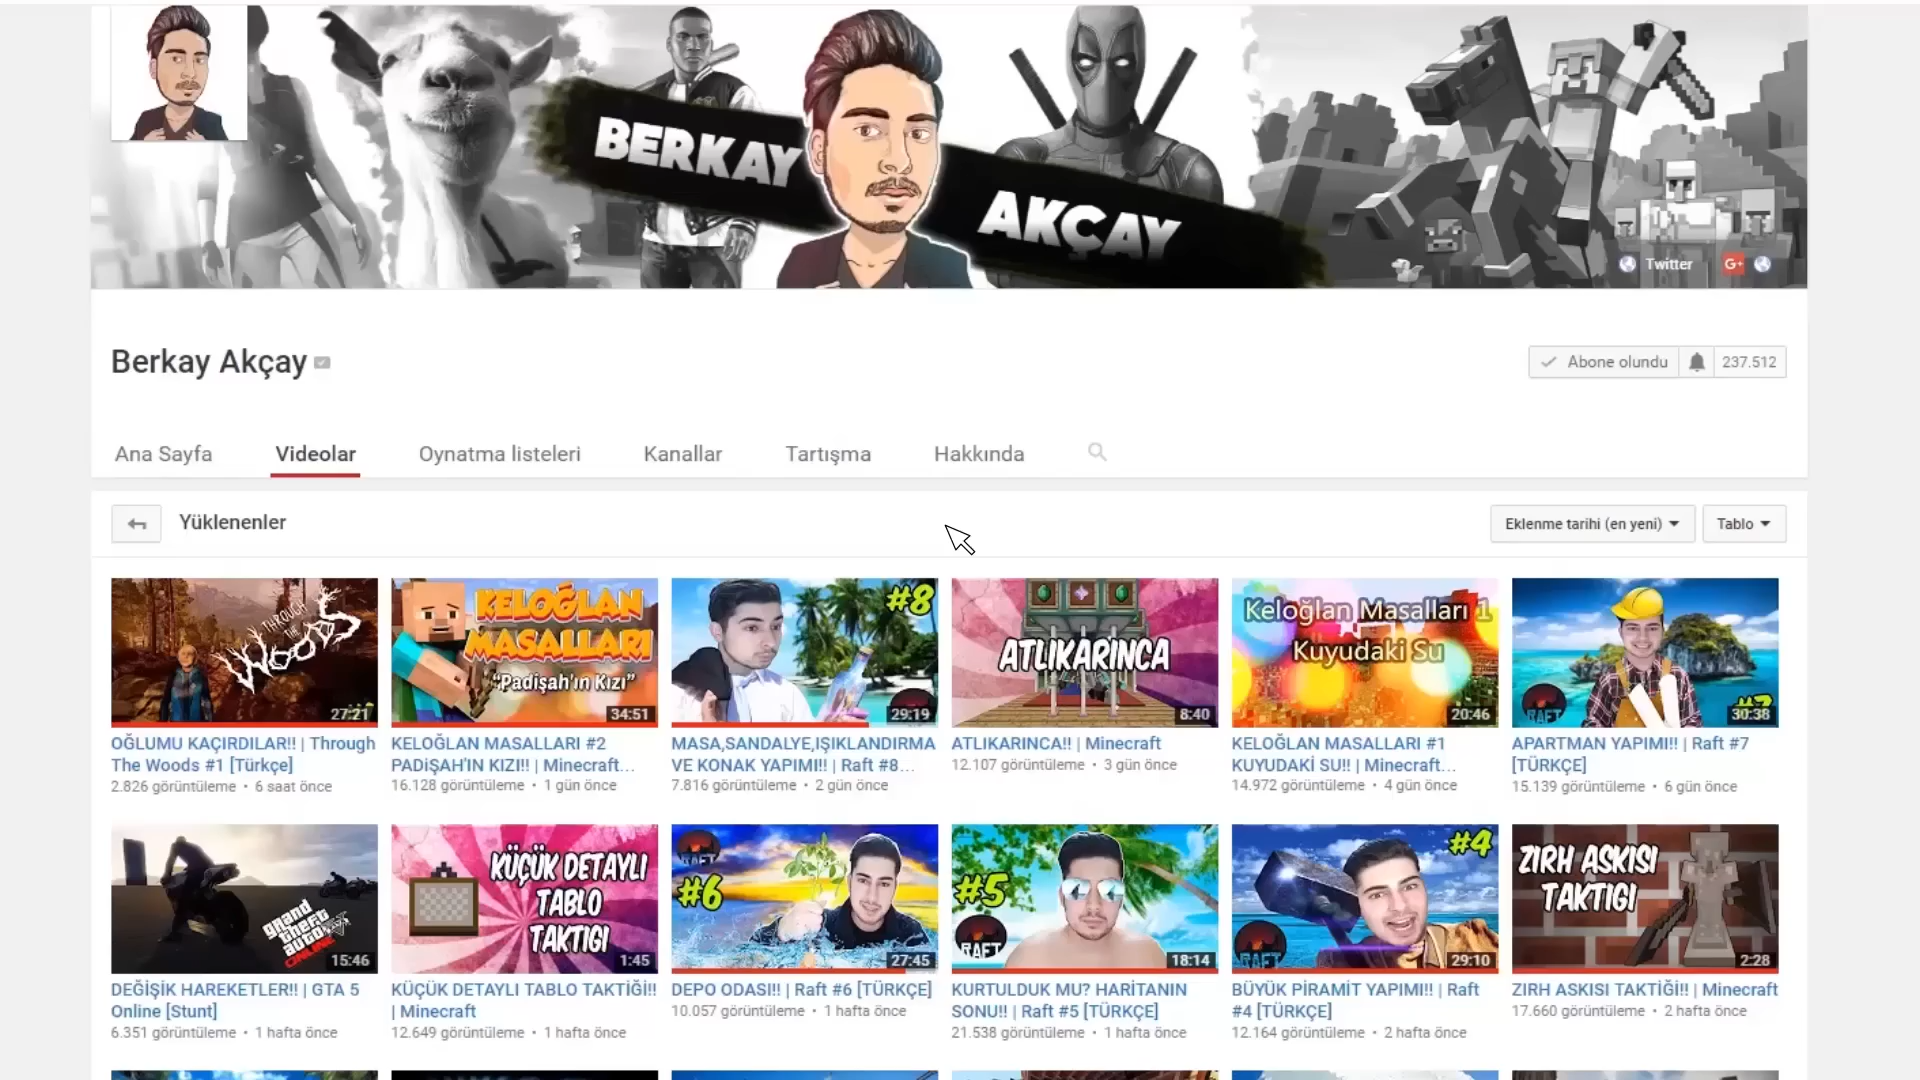 BERKAY
AKÇAY
Twitter
G+
Berkay Akçay
Abone olundu 237.512
Ana Sayfa Videolar Oynatma listeleri Kanallar Tartışma Hakkında
Yüklenenler Eklenme tarihi (en yeni) Tablo
THROUGH
THE
WOODS
27:21
OĞLUMU KAÇIRDILAR!! | Through
The Woods #1 [Türkçe]
2.826 görüntüleme • 6 saat önce
KELOĞLAN
MASALLARI
"Padişah'ın Kızı"
34:51
KELOĞLAN MASALLARI #2
PADiŞAH'IN KIZI!! | Minecraft...
16.128 görüntüleme • 1 gün önce
#8
29:19
MASA,SANDALYE,IŞIKLANDIRMA
VE KONAK YAPIMI!! | Raft #8...
7.816 görüntüleme • 2 gün önce
ATLIKARINCA
8:40
ATLIKARINCA!! | Minecraft
12.107 görüntüleme • 3 gün önce
Keloğlan Masalları 1
Kuyudaki Su
20:46
KELOĞLAN MASALLARI #1
KUYUDAKİ SU!! | Minecraft...
14.972 görüntüleme • 4 gün önce
RAFT
#7
30:38
APARTMAN YAPIMI!! | Raft #7
[TÜRKÇE]
15.139 görüntüleme • 6 gün önce
grand
theft
auto V
ONLINE
15:46
DEĞİŞİK HAREKETLER!! | GTA 5
Online [Stunt]
6.351 görüntüleme • 1 hafta önce
KÜÇÜK DETAYLI
TABLO
TAKTIGI
1:45
KÜÇÜK DETAYLI TABLO TAKTİĞİ!!
| Minecraft
12.649 görüntüleme • 1 hafta önce
RAFT
#6
27:45
DEPO ODASI!! | Raft #6 [TÜRKÇE]
10.057 görüntüleme • 1 hafta önce
#5
RAFT
18:14
KURTULDUK MU? HARİTANIN
SONU!! | Raft #5 [TÜRKÇE]
21.538 görüntüleme • 1 hafta önce
#4
RAFT
29:10
BÜYÜK PİRAMİT YAPIMI!! | Raft
#4 [TÜRKÇE]
12.164 görüntüleme • 2 hafta önce
ZIRH ASKISI
TAKTIGI
2:28
ZIRH ASKISI TAKTİĞİ!! | Minecraft
17.660 görüntüleme • 2 hafta önce